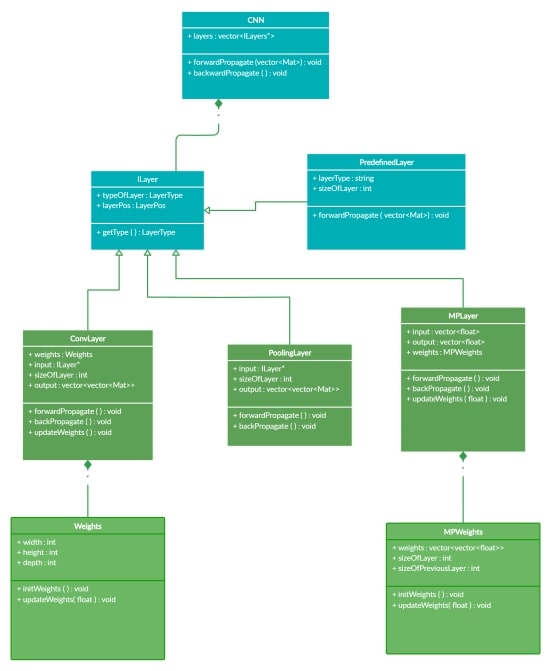 CNN
+ layers : vector<ILayers*>
+ forwardPropagate (vector<Mat>) : void
+ backwardPropagate ( ) : void
*
ILayer
+ typeOfLayer : LayerType
+ layerPos : LayerPos
+ getType ( ) : LayerType
PredefinedLayer
+ layerType : string
+ sizeOfLayer : int
+ forwardPropagate ( vector<Mat>) : void
ConvLayer
+ weights : Weights
+ input : ILayer*
+ sizeOfLayer : int
+ output : vector<vector<Mat>>
+ forwardPropagate ( ) : void
+ backPropagate ( ) : void
+ updateWeights ( ) : void
PoolingLayer
+ input : ILayer*
+ sizeOfLayer : int
+ output : vector<vector<Mat>>
+ forwardPropagate ( ) : void
+ backPropagate ( ) : void
MPLayer
+ input : vector<float>
+ output : vector<float>
+ weights : MPWeights
+ forwardPropagate ( ) : void
+ backPropagate ( ) : void
+ updateWeights ( float ) : void
*
*
Weights
+ width : int
+ height : int
+ depth : int
+ initWeights ( ) : void
+ updateWeights( float ) : void
MPWeights
+ weights : vector<vector<float>>
+ sizeOfLayer : int
+ sizeOfPreviousLayer : int
+ initWeights ( ) : void
+ updateWeights( float ) : void